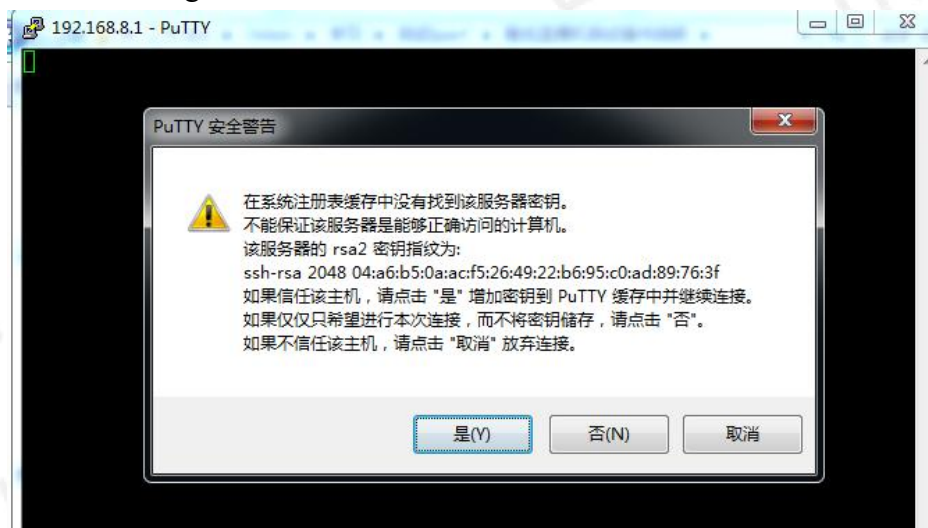 192.168.8.1 - PuTTY
PuTTY 安全警告
在系统注册表缓存中没有找到该服务器密钥。
不能保证该服务器是能够正确访问的计算机。
该服务器的 rsa2 密钥指纹为:
ssh-rsa 2048 04:a6:b5:0a:ac:f5:26:49:22:b6:95:c0:ad:89:76:3f
如果信任该主机，请点击 "是" 增加密钥到 PuTTY 缓存中并继续连接。
如果仅仅只希望进行本次连接，而不将密钥储存，请点击 "否"。
如果不信任该主机，请点击 "取消" 放弃连接。
是(Y) 否(N) 取消